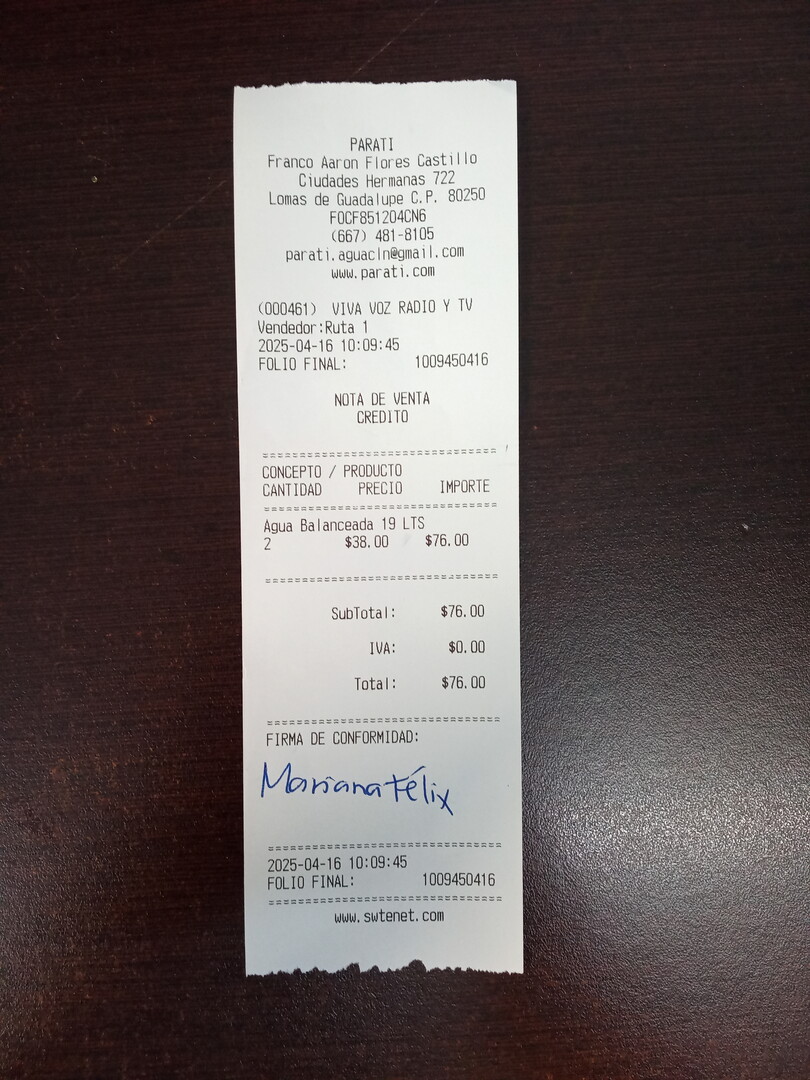 PARATI
Franco Aaron Flores Castillo
Ciudades Hermanas 722
Lomas de Guadalupe C.P. 80250
FOCF851204CN6
(667) 481-8105
parati.aguacln@gmail.com
www.parati.com
(000461) VIVA VOZ RADIO Y TV
Vendedor:Ruta 1
2025-04-16 10:09:45
FOLIO FINAL: 1009450416
NOTA DE VENTA
CREDITO
==============================
CONCEPTO / PRODUCTO
CANTIDAD PRECIO IMPORTE
==============================
Agua Balanceada 19 LTS
2 $38.00 $76.00
==============================
SubTotal: $76.00
IVA: $0.00
Total: $76.00
==============================
FIRMA DE CONFORMIDAD:
Mariana Félix
==============================
2025-04-16 10:09:45
FOLIO FINAL: 1009450416
==============================
www.swtenet.com